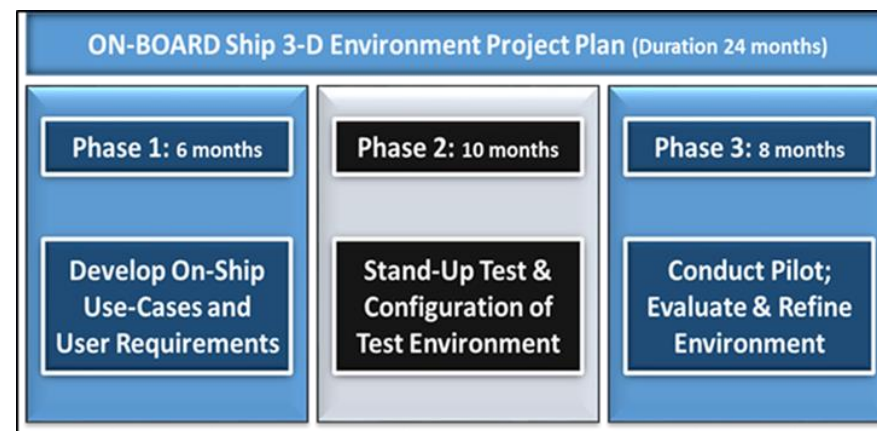 ON-BOARD Ship 3-D Environment Project Plan (Duration 24 months)
Phase 1: 6 months
Develop On-Ship
Use-Cases and
User Requirements
Phase 2: 10 months
Stand-Up Test &
Configuration of
Test Environment
Phase 3: 8 months
Conduct Pilot;
Evaluate & Refine
Environment